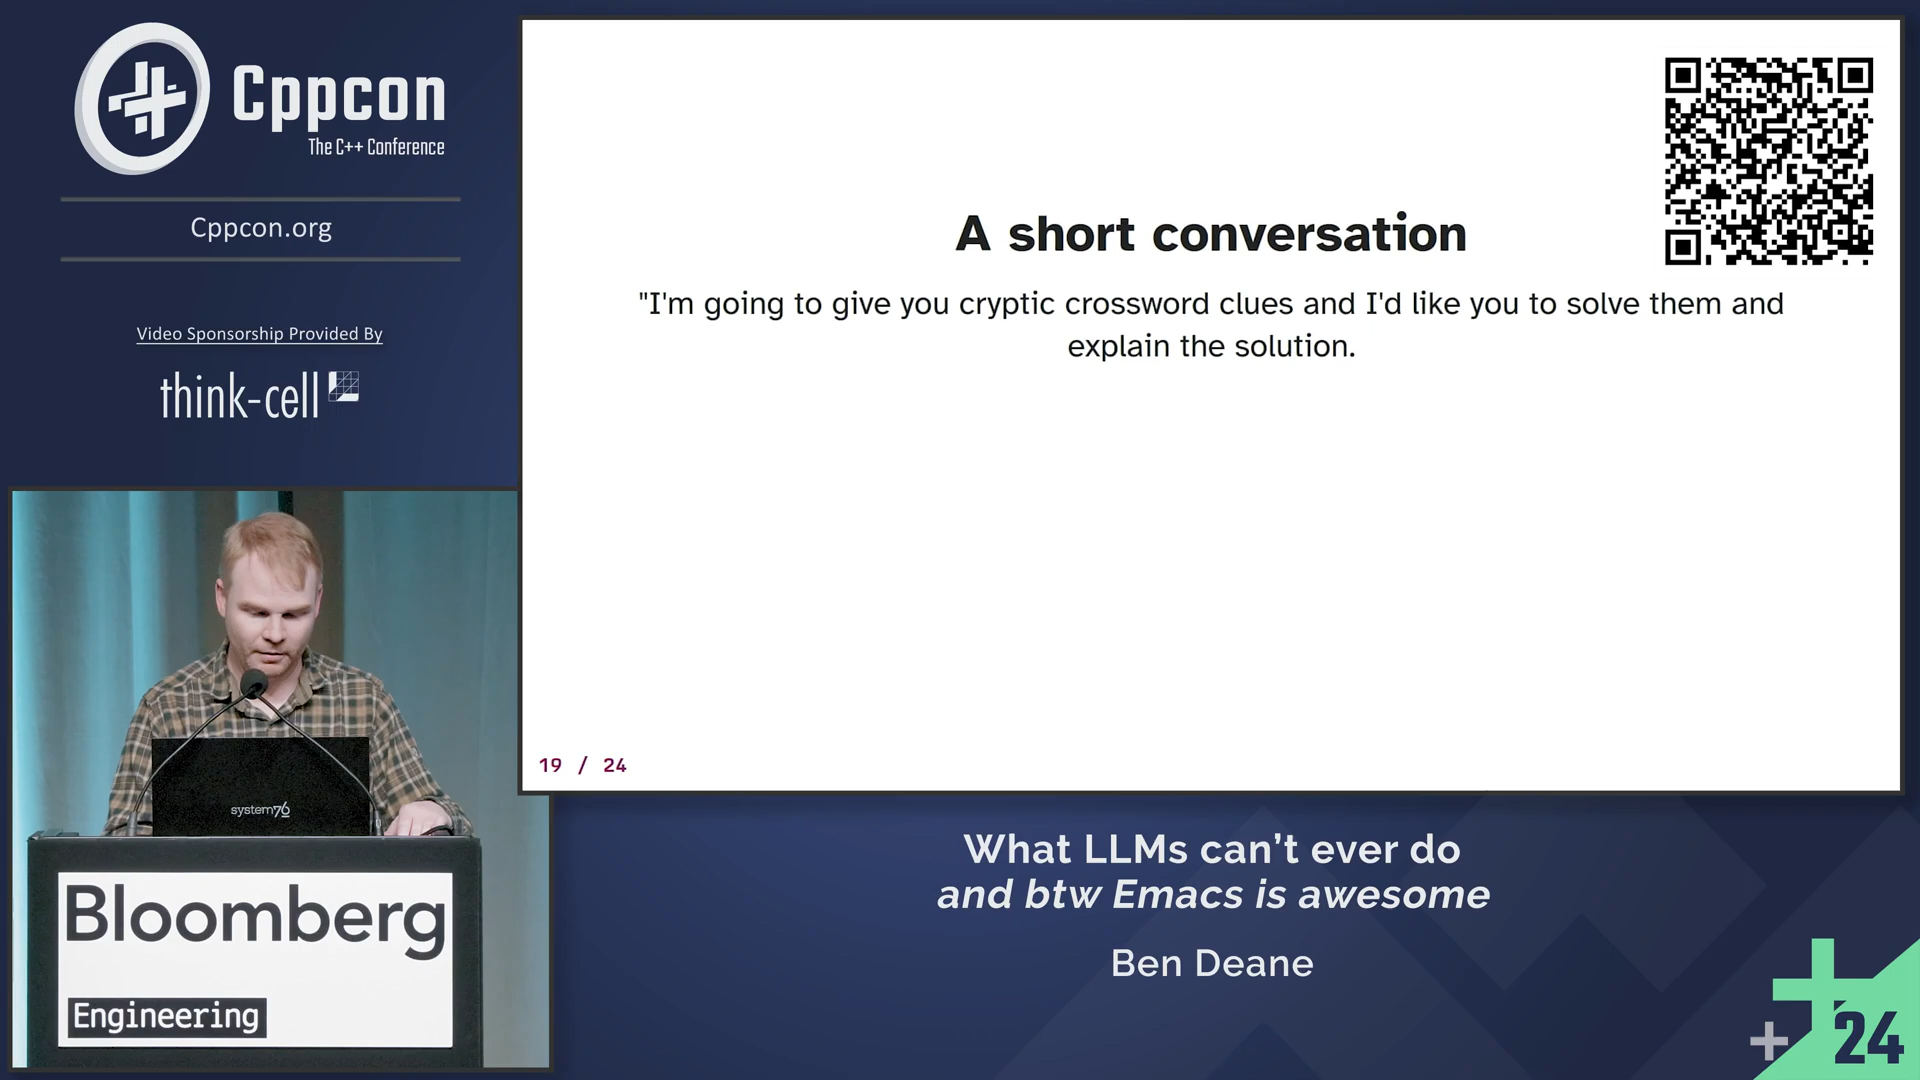 Cppcon
The C++ Conference
Cppcon.org
Video Sponsorship Provided By
think-cell
A short conversation
"I'm going to give you cryptic crossword clues and I'd like you to solve them and
explain the solution.
19 / 24
system76
Bloomberg
Engineering
What LLMs can't ever do
and btw Emacs is awesome
Ben Deane
24